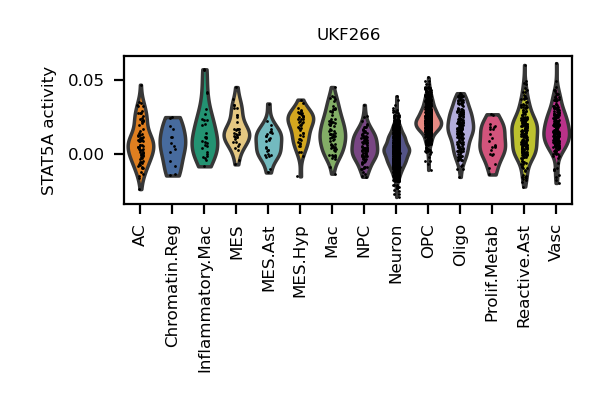 UKF266
STAT5A activity
0.05
0.00
AC
Chromatin.Reg
Inflammatory.Mac
MES
MES.Ast
MES.Hyp
Mac
NPC
Neuron
OPC
Oligo
Prolif.Metab
Reactive.Ast
Vasc